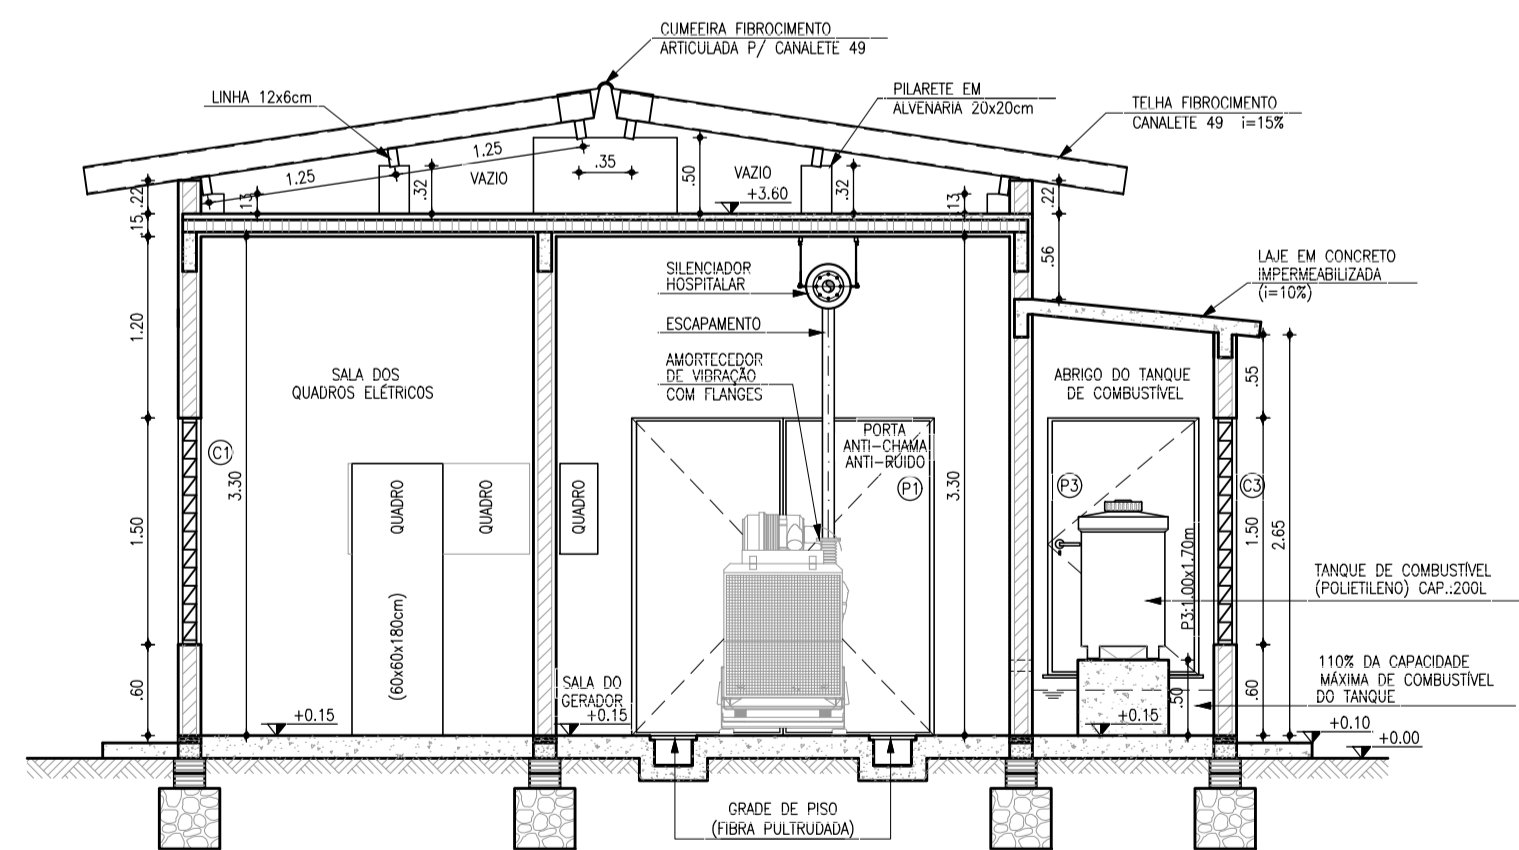 CUMEEIRA FIBROCIMENTO
ARTICULADA P/ CANALETE 49
LINHA 12x6cm
PILARETE EM
ALVENARIA 20x20cm
TELHA FIBROCIMENTO
CANALETE 49 i=15%
1.25
1.25
.35
.32
VAZIO
.50
VAZIO
+3.60
.32
.22
.13
.15
.13
.22
.56
LAJE EM CONCRETO
IMPERMEABILIZADA
(i=10%)
SILENCIADOR
HOSPITALAR
ESCAPAMENTO
AMORTECEDOR
DE VIBRAÇÃO
COM FLANGES
1.20
SALA DOS
QUADROS ELÉTRICOS
ABRIGO DO TANQUE
DE COMBUSTÍVEL
.55
PORTA
ANTI-CHAMA
ANTI-RUÍDO
P1
C1
3.30
3.30
P3
C3
QUADRO
QUADRO
QUADRO
1.50
1.50
2.65
P3:1.00x1.70m
TANQUE DE COMBUSTÍVEL
(POLIETILENO) CAP.:200L
(60x60x180cm)
110% DA CAPACIDADE
MÁXIMA DE COMBUSTÍVEL
DO TANQUE
.60
SALA DO
GERADOR
.50
.60
+0.15
+0.15
+0.15
+0.10
+0.00
GRADE DE PISO
(FIBRA PULTRUDADA)